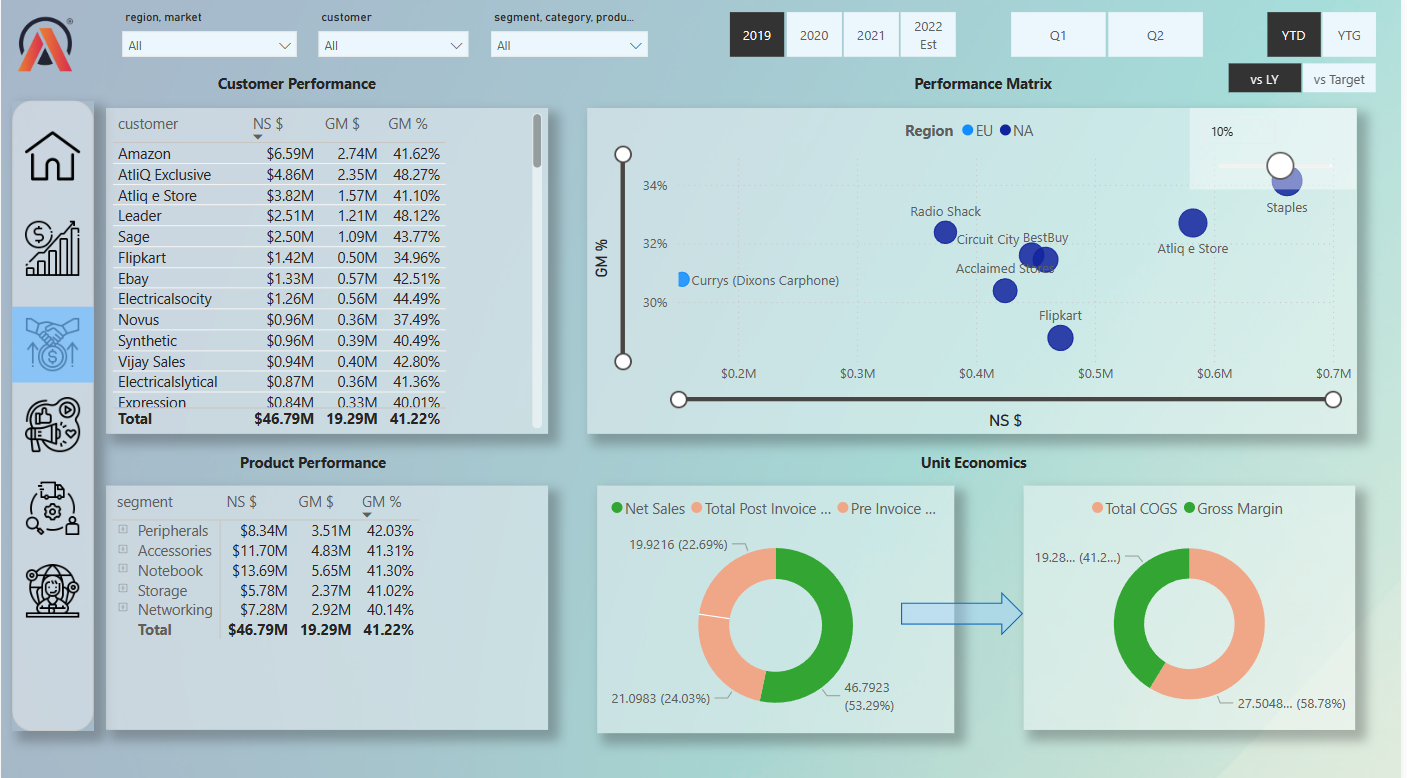 region, market
customer
segment, category, produ...
All
All
All
2019
2020
2021
2022
Est
Q1
Q2
YTD
YTG
vs LY
vs Target
Customer Performance
customer NS $ GM $ GM %
Amazon $6.59M 2.74M 41.62%
AtliQ Exclusive $4.86M 2.35M 48.27%
Atliq e Store $3.82M 1.57M 41.10%
Leader $2.51M 1.21M 48.12%
Sage $2.50M 1.09M 43.77%
Flipkart $1.42M 0.50M 34.96%
Ebay $1.33M 0.57M 42.51%
Electricalsocity $1.26M 0.56M 44.49%
Novus $0.96M 0.36M 37.49%
Synthetic $0.96M 0.39M 40.49%
Vijay Sales $0.94M 0.40M 42.80%
Electricalslytical $0.87M 0.36M 41.36%
Expression $0.84M 0.33M 40.01%
Total $46.79M 19.29M 41.22%
Performance Matrix
Region EU NA
10%
GM %
34%
32%
30%
Staples
Radio Shack
Circuit City
BestBuy
Atliq e Store
Acclaimed Stores
Currys (Dixons Carphone)
Flipkart
$0.2M $0.3M $0.4M $0.5M $0.6M $0.7M
NS $
Product Performance
segment NS $ GM $ GM %
Peripherals $8.34M 3.51M 42.03%
Accessories $11.70M 4.83M 41.31%
Notebook $13.69M 5.65M 41.30%
Storage $5.78M 2.37M 41.02%
Networking $7.28M 2.92M 40.14%
Total $46.79M 19.29M 41.22%
Unit Economics
Net Sales Total Post Invoice ... Pre Invoice ...
19.9216 (22.69%)
21.0983 (24.03%)
46.7923
(53.29%)
Total COGS Gross Margin
19.28... (41.2...)
27.5048... (58.78%)